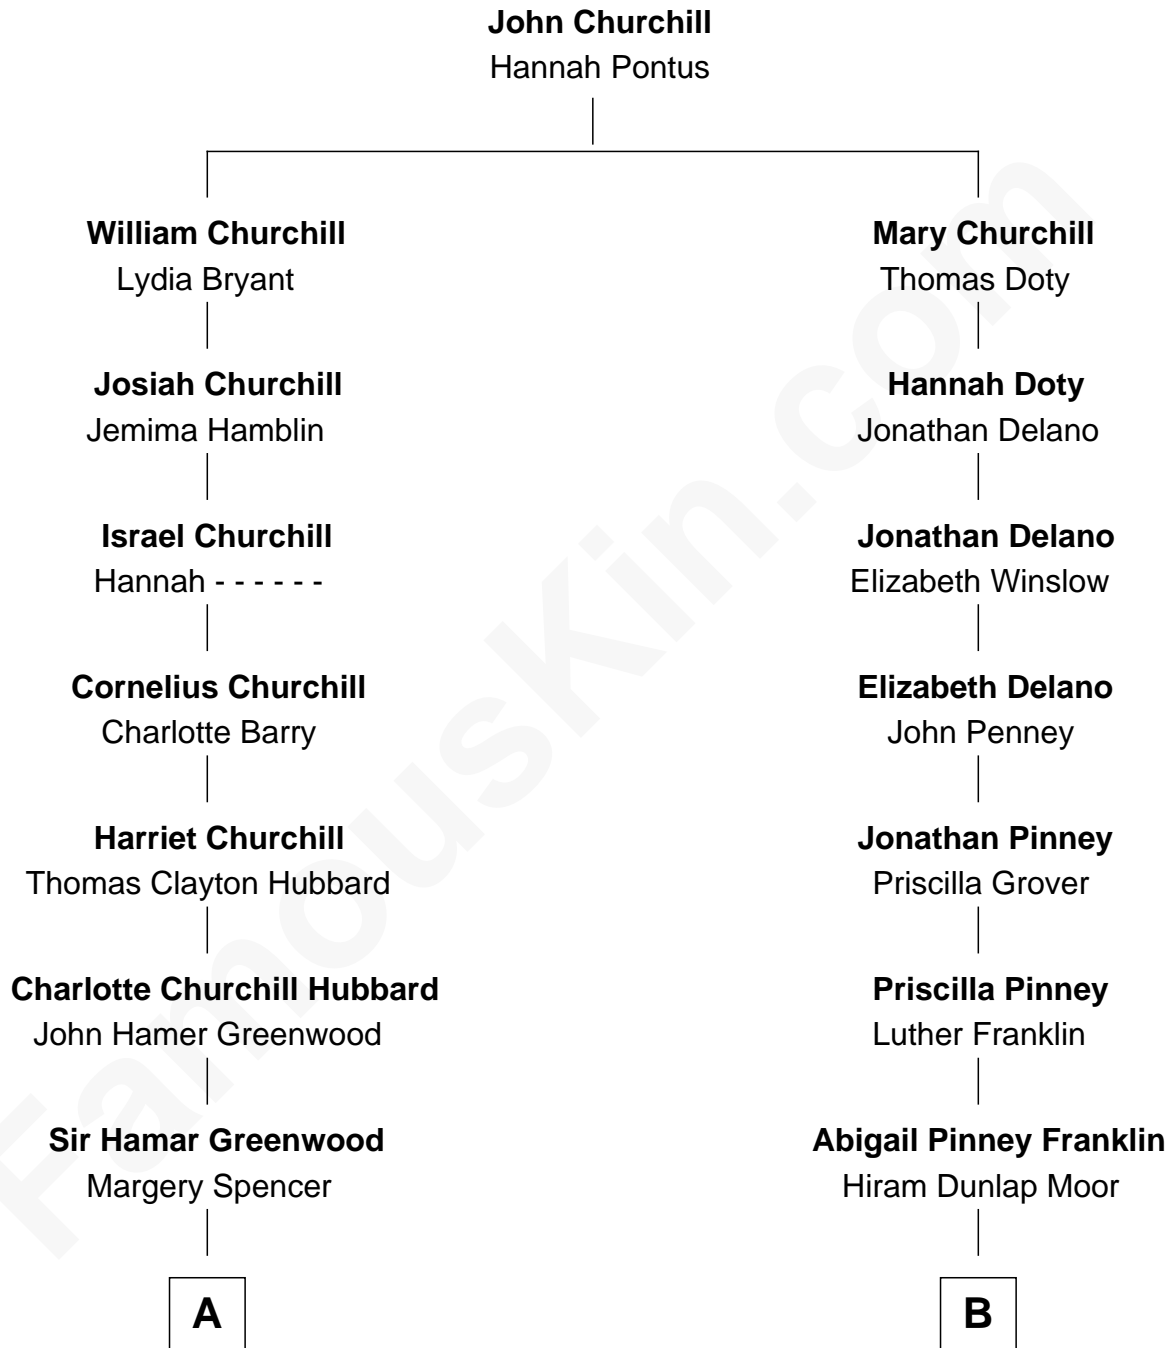 John Churchill
Hannah Pontus
William Churchill
Lydia Bryant
Mary Churchill
Thomas Doty
Josiah Churchill
Jemima Hamblin
Hannah Doty
Jonathan Delano
Israel Churchill
Hannah - - - - - -
Jonathan Delano
Elizabeth Winslow
Cornelius Churchill
Charlotte Barry
Elizabeth Delano
John Penney
Harriet Churchill
Thomas Clayton Hubbard
Jonathan Pinney
Priscilla Grover
Charlotte Churchill Hubbard
John Hamer Greenwood
Priscilla Pinney
Luther Franklin
Sir Hamar Greenwood
Margery Spencer
Abigail Pinney Franklin
Hiram Dunlap Moor
A
B
FamousKin.com